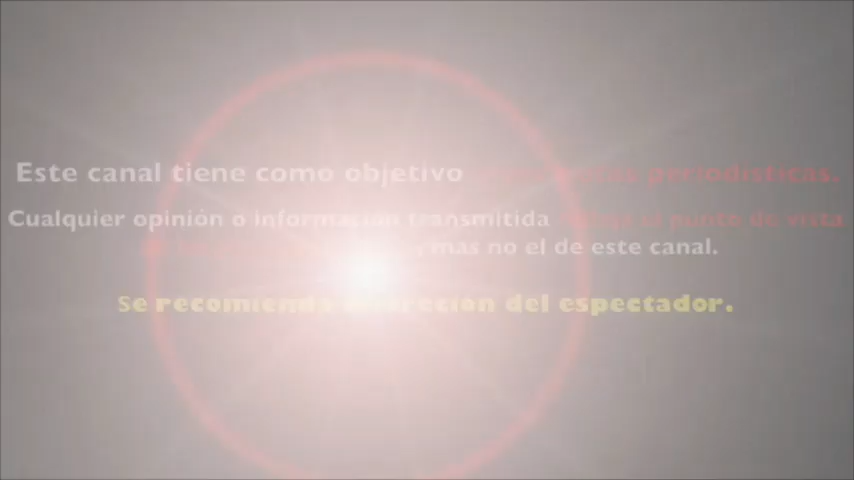 Este canal tiene como objetivo periodísticas.
Cualquier opinión o información transmitida el punto de vista
mas no el de este canal.
Se recomienda discreción del espectador.